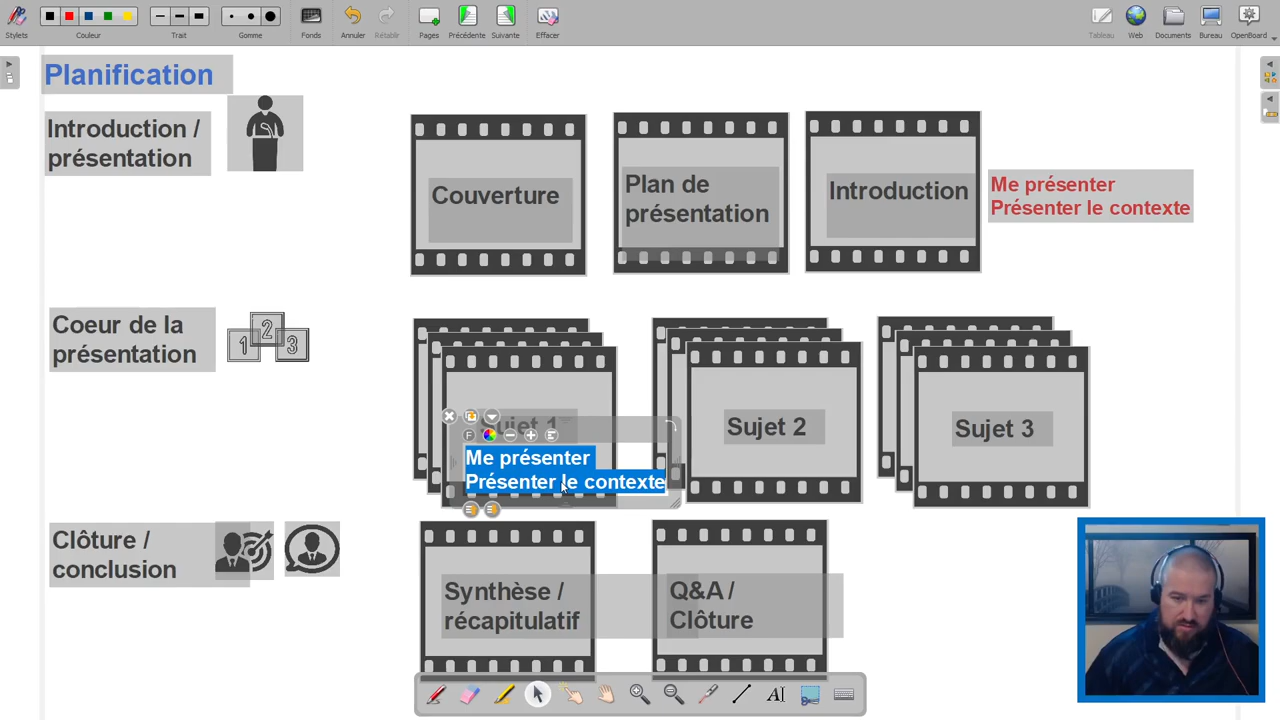 Stylets
Couleur
Trait
Gomme
Fonds
Annuler
Rétablir
Pages
Précédente
Suivante
Effacer
Tableau
Web
Documents
Bureau
OpenBoard
Planification
Introduction /
présentation
Couverture
Plan de
présentation
Introduction
Me présenter
Présenter le contexte
Coeur de la
présentation
1
2
3
Sujet 1
F
Me présenter
Présenter le contexte
Sujet 2
Sujet 3
Clôture /
conclusion
Synthèse /
récapitulatif
Q&A /
Clôture